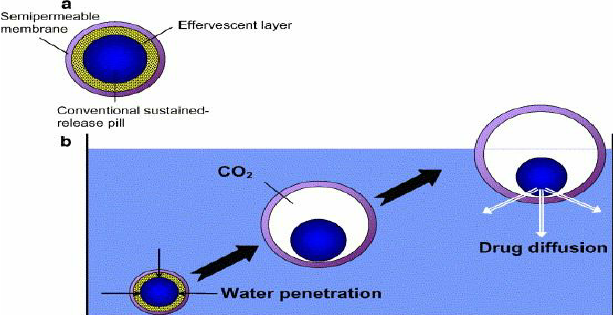 a
Semipermeable
membrane
Effervescent layer
Conventional sustained-
release pill
b
CO₂
Drug diffusion
Water penetration